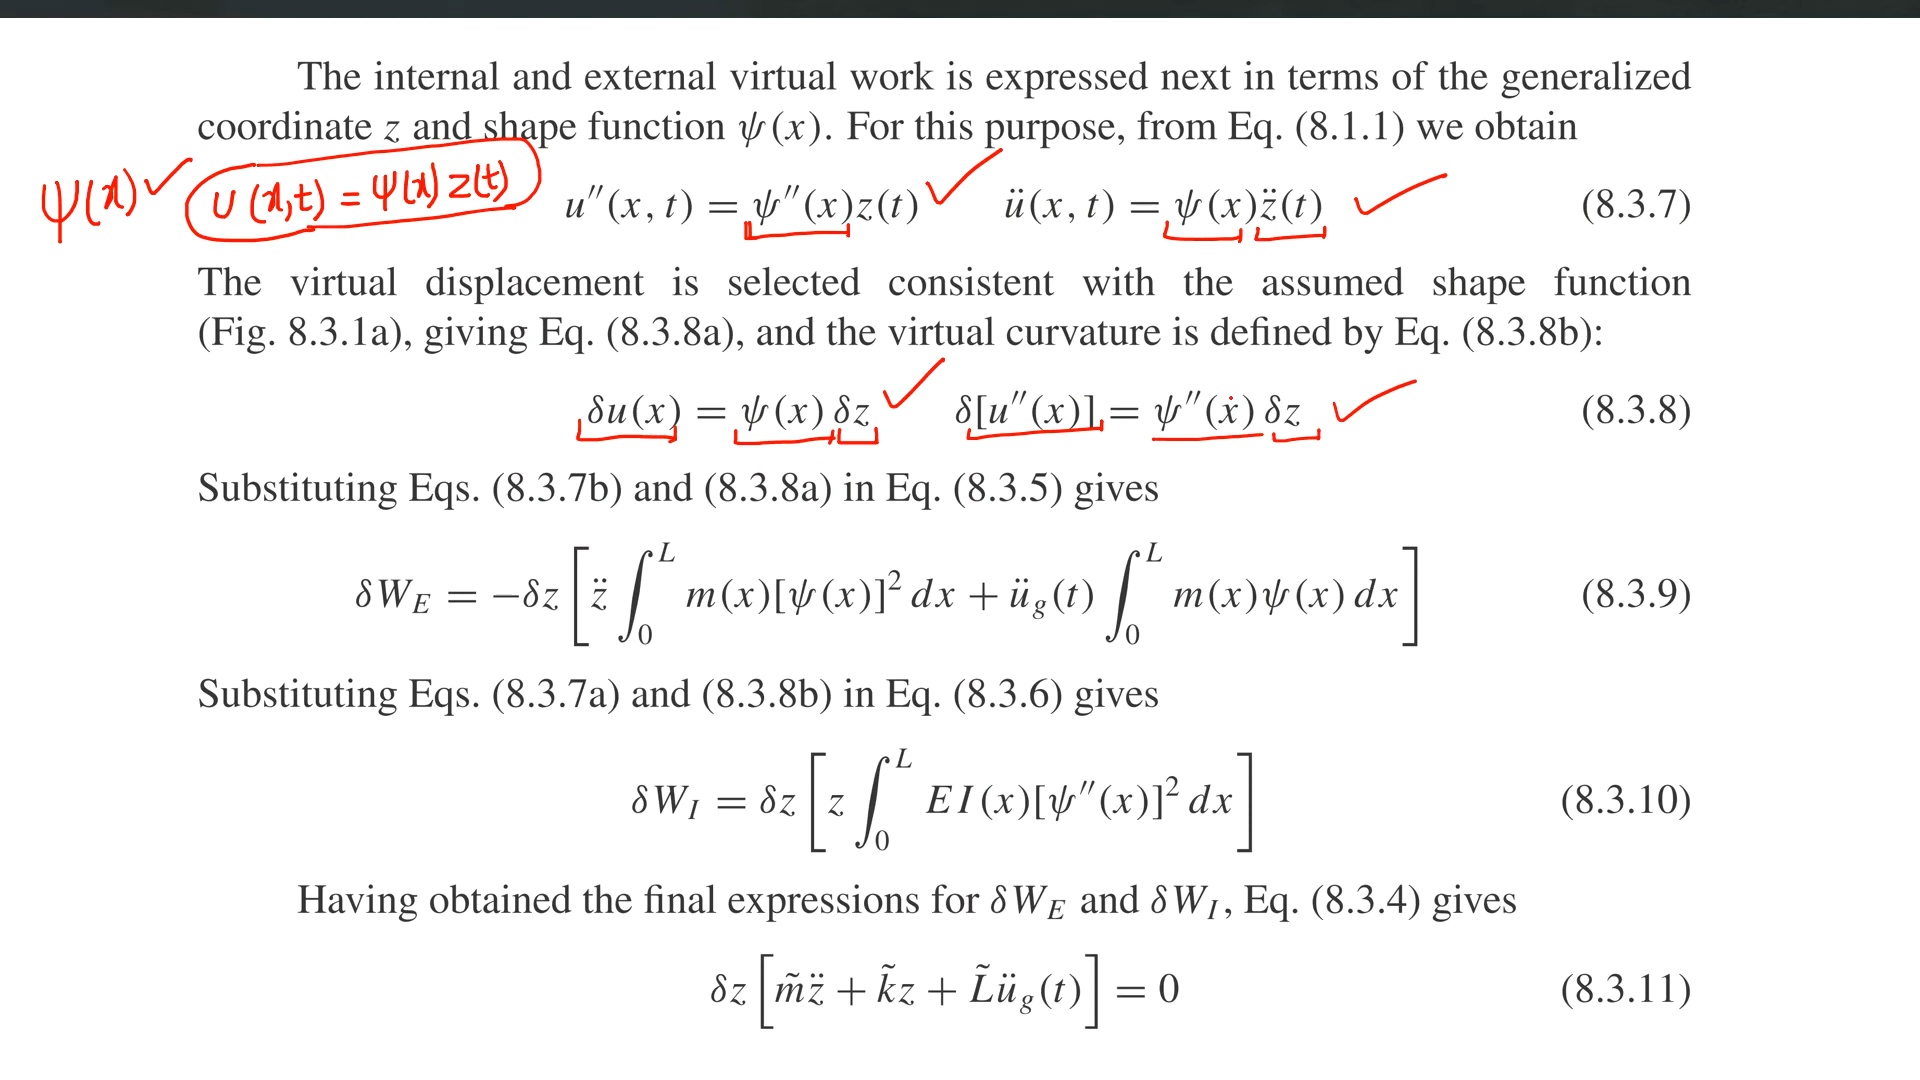 The internal and external virtual work is expressed next in terms of the generalized
coordinate z and shape function ψ(x). For this purpose, from Eq. (8.1.1) we obtain
ψ(x) ✓ u(x,t) = ψ(x) z(t) u″(x, t) = ψ″(x)z(t) ✓ ü(x, t) = ψ(x)z̈(t) ✓ (8.3.7)
The virtual displacement is selected consistent with the assumed shape function
(Fig. 8.3.1a), giving Eq. (8.3.8a), and the virtual curvature is defined by Eq. (8.3.8b):
δu(x) = ψ(x) δz ✓ δ[u″(x)] = ψ″(x) δz ✓ (8.3.8)
Substituting Eqs. (8.3.7b) and (8.3.8a) in Eq. (8.3.5) gives
δW_E = −δz [z̈ ∫₀ᴸ m(x)[ψ(x)]² dx + ü_g(t) ∫₀ᴸ m(x)ψ(x) dx] (8.3.9)
Substituting Eqs. (8.3.7a) and (8.3.8b) in Eq. (8.3.6) gives
δW_I = δz [z ∫₀ᴸ EI(x)[ψ″(x)]² dx] (8.3.10)
Having obtained the final expressions for δW_E and δW_I, Eq. (8.3.4) gives
δz [m̃z̈ + k̃z + L̃ü_g(t)] = 0 (8.3.11)